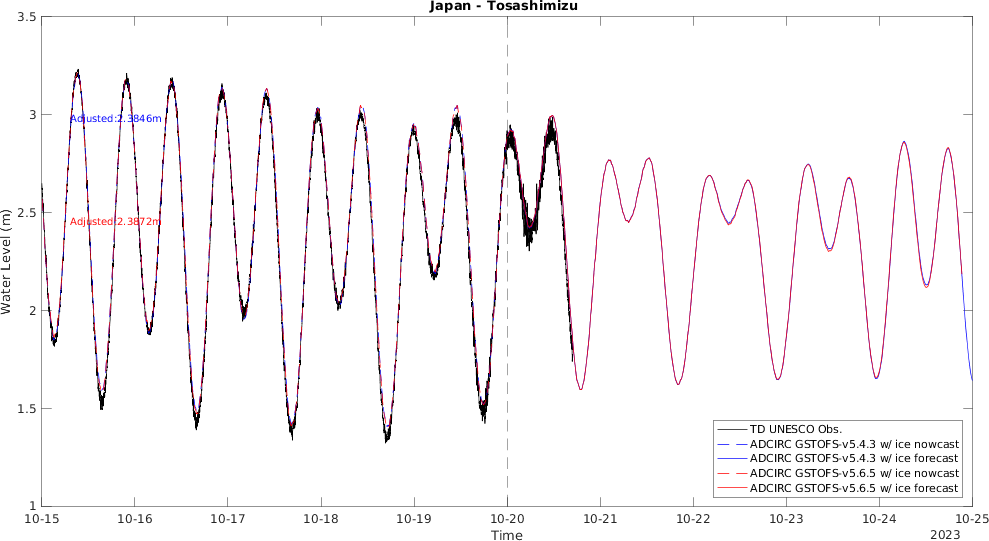 Japan - Tosashimizu
3.5
3
Adjusted:2.3846m
2.5
Adjusted:2.3872m
Water Level (m)
2
1.5
1
TD UNESCO Obs.
ADCIRC GSTOFS-v5.4.3 w/ ice nowcast
ADCIRC GSTOFS-v5.4.3 w/ ice forecast
ADCIRC GSTOFS-v5.6.5 w/ ice nowcast
ADCIRC GSTOFS-v5.6.5 w/ ice forecast
10-15 10-16 10-17 10-18 10-19 10-20 10-21 10-22 10-23 10-24 10-25
Time
2023